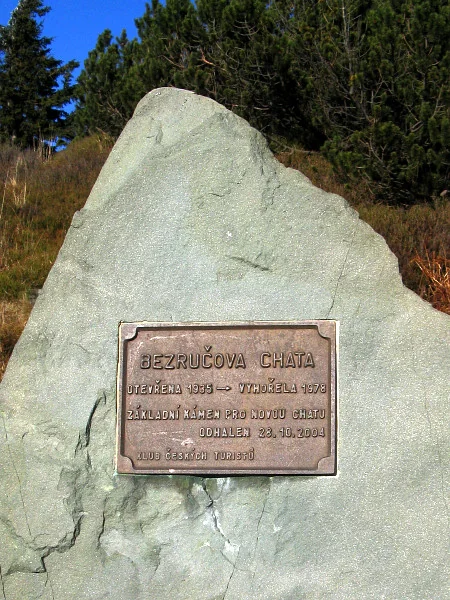 BEZRUČOVA CHATA
OTEVŘENA 1935 → VYHOŘELA 1978
ZÁKLADNÍ KÁMEN PRO NOVOU CHATU
ODHALEN 28.10.2004
KLUB ČESKÝCH TURISTŮ